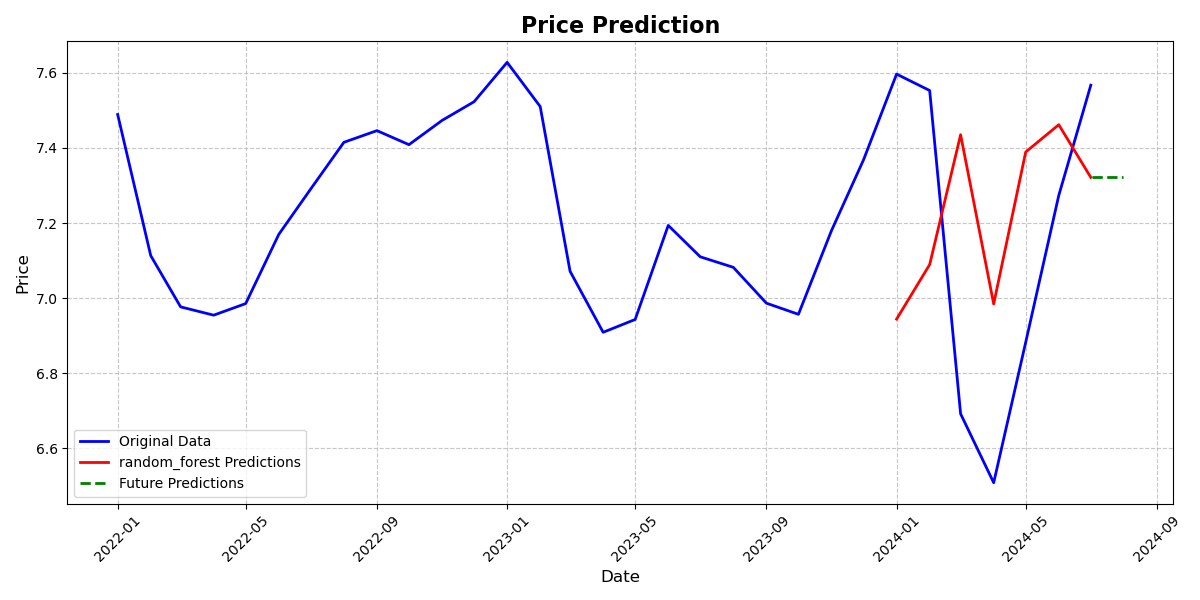 Price Prediction
Price
7.6
7.4
7.2
7.0
6.8
6.6
Original Data
random_forest Predictions
Future Predictions
2022-01
2022-05
2022-09
2023-01
2023-05
2023-09
2024-01
2024-05
2024-09
Date